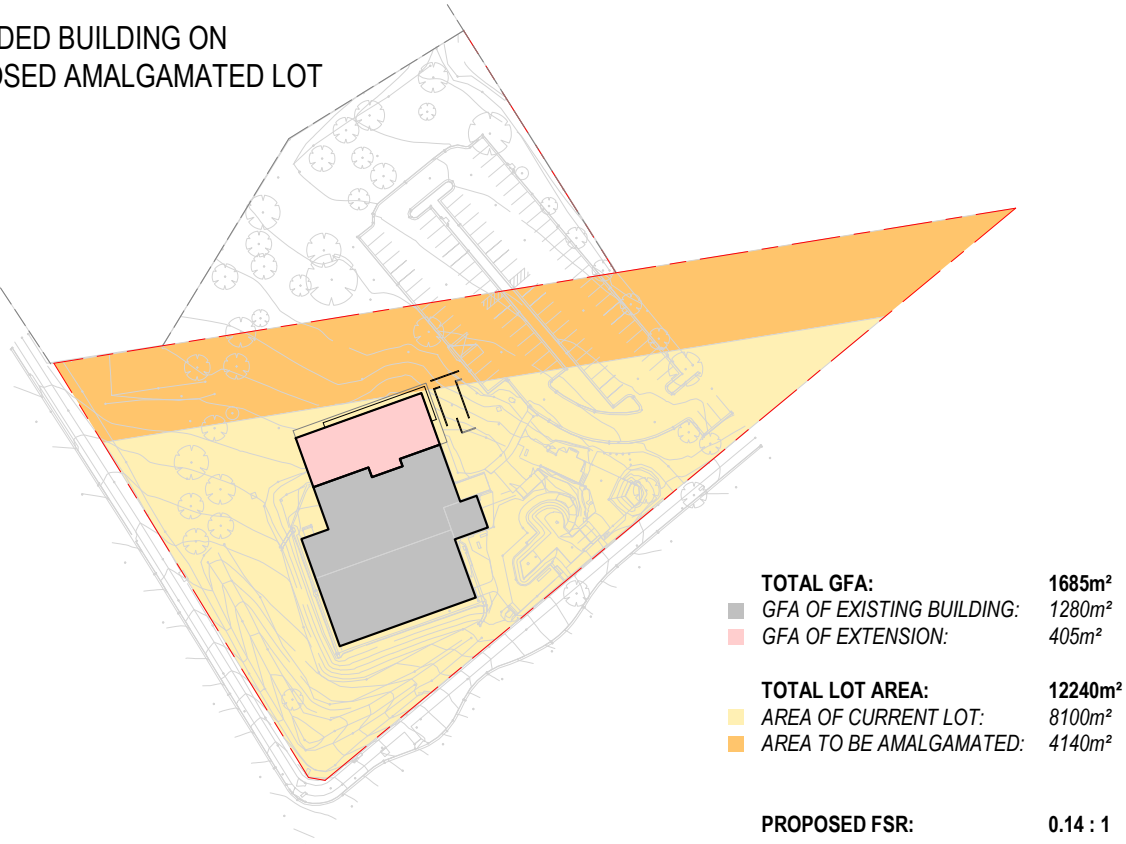 DED BUILDING ON
OSED AMALGAMATED LOT
TOTAL GFA: 1685m²
GFA OF EXISTING BUILDING: 1280m²
GFA OF EXTENSION: 405m²
TOTAL LOT AREA: 12240m²
AREA OF CURRENT LOT: 8100m²
AREA TO BE AMALGAMATED: 4140m²
PROPOSED FSR: 0.14 : 1